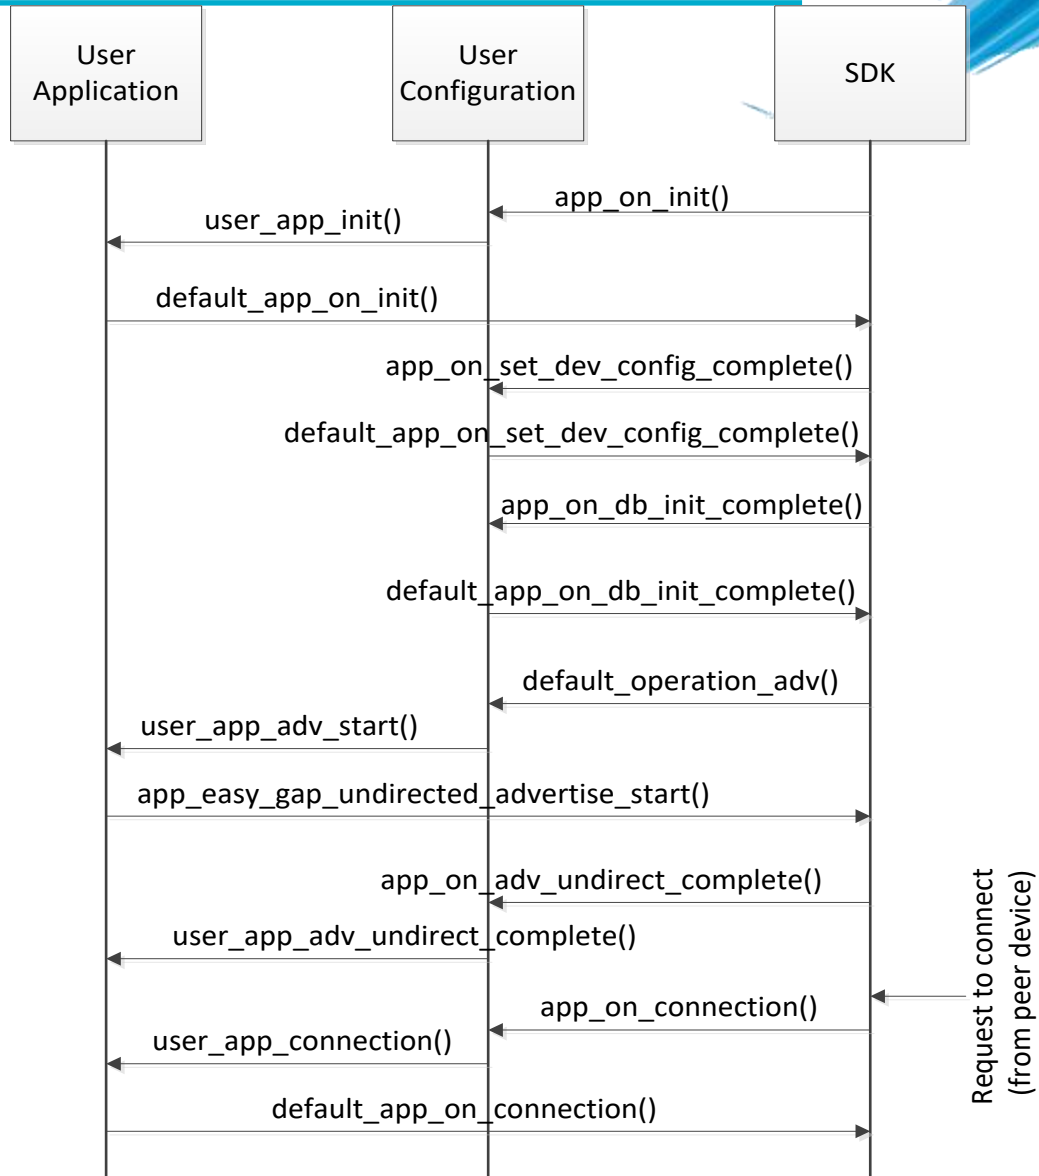 User
Application
User
Configuration
SDK
app_on_init()
user_app_init()
default_app_on_init()
app_on_set_dev_config_complete()
default_app_on_set_dev_config_complete()
app_on_db_init_complete()
default_app_on_db_init_complete()
default_operation_adv()
user_app_adv_start()
app_easy_gap_undirected_advertise_start()
app_on_adv_undirect_complete()
user_app_adv_undirect_complete()
Request to connect
(from peer device)
app_on_connection()
user_app_connection()
default_app_on_connection()